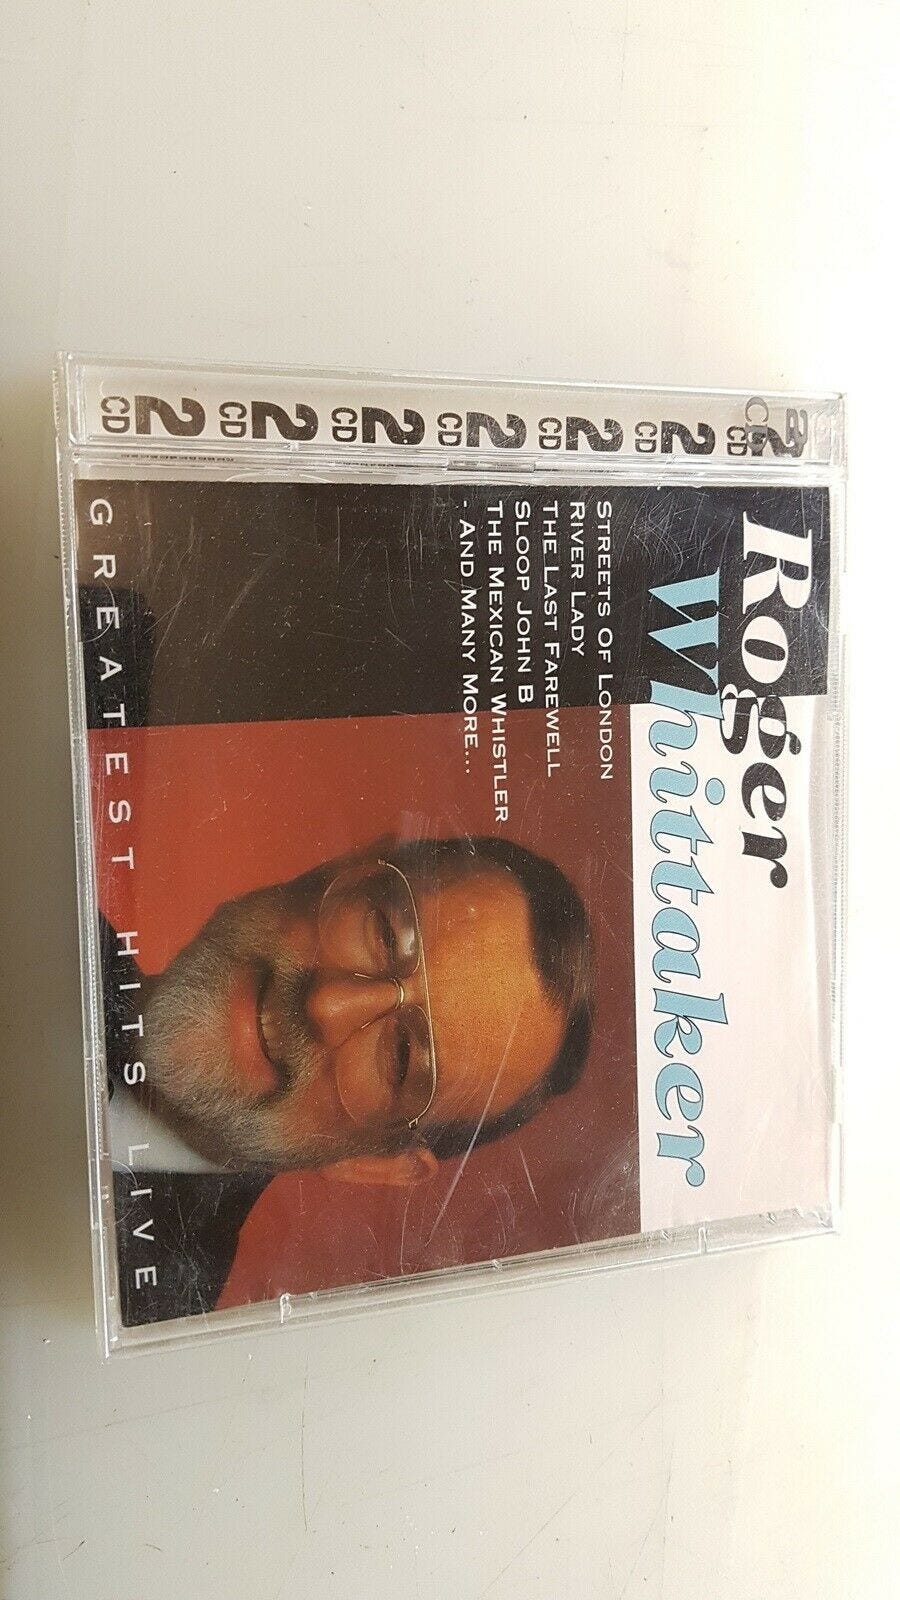 Roger
Whittaker
STREETS OF LONDON
RIVER LADY
THE LAST FAREWELL
SLOOP JOHN B
THE MEXICAN WHISTLER
- AND MANY MORE...
GREATEST HITS LIVE
2 CD
2 CD
2 CD
2 CD
2 CD
2 CD
2 CD